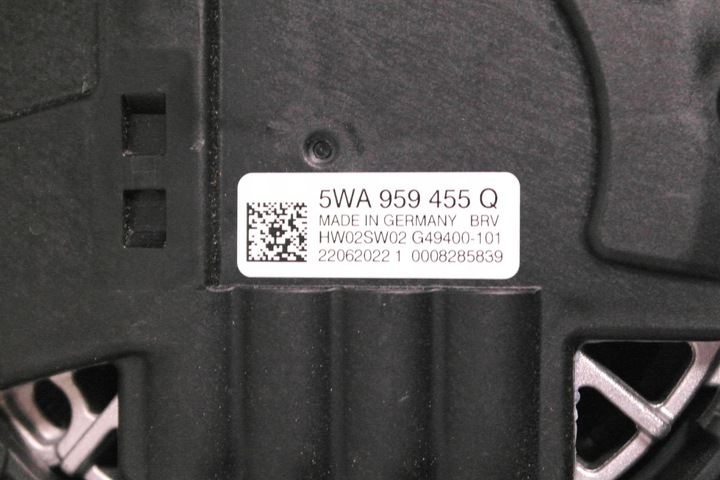 5WA 959 455 Q
MADE IN GERMANY BRV
HW02SW02 G49400-101
22062022 1 0008285839